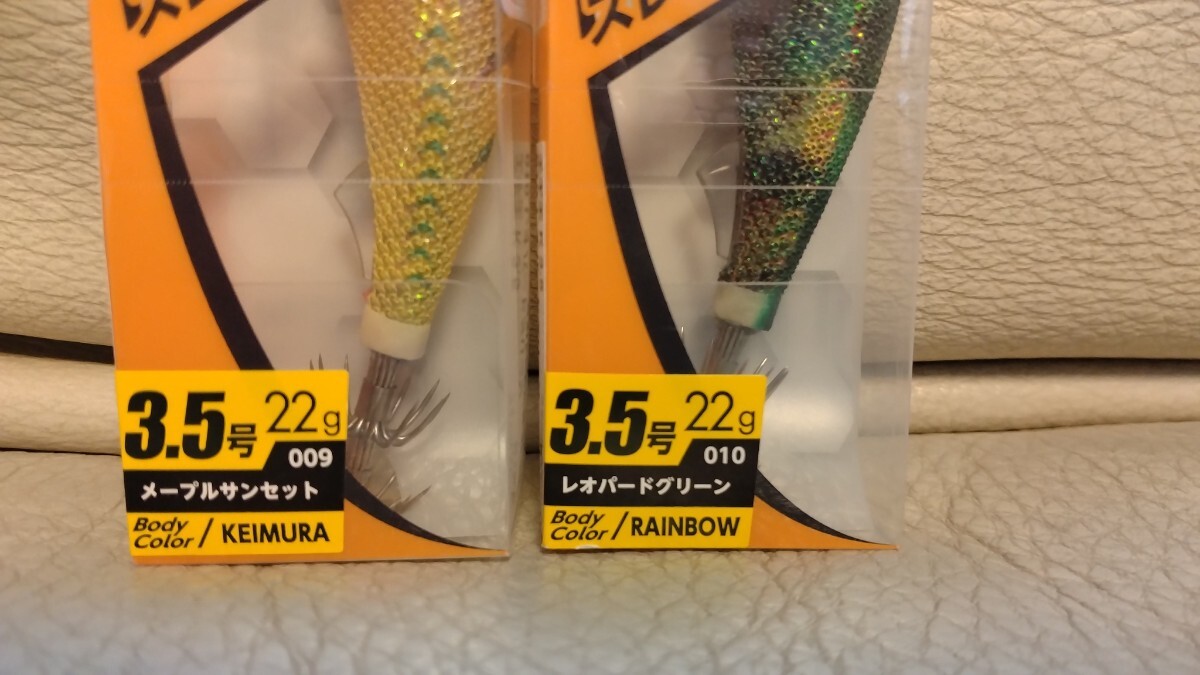 3.5号 22g
009
メープルサンセット
Body Color / KEIMURA
3.5号 22g
010
レオパードグリーン
Body Color / RAINBOW